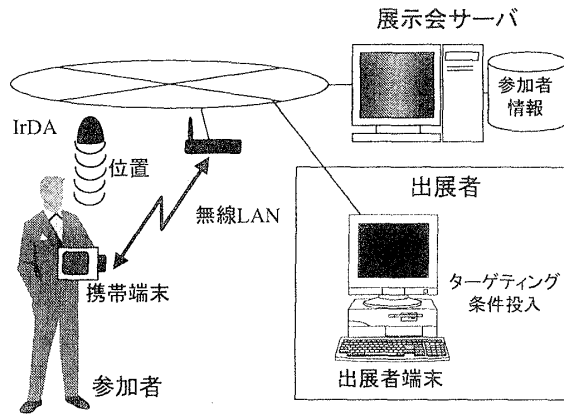 展示会サーバ
参加者
情報
IrDA
位置
無線LAN
携帯端末
参加者
出展者
ターゲティング
条件投入
出展者端末